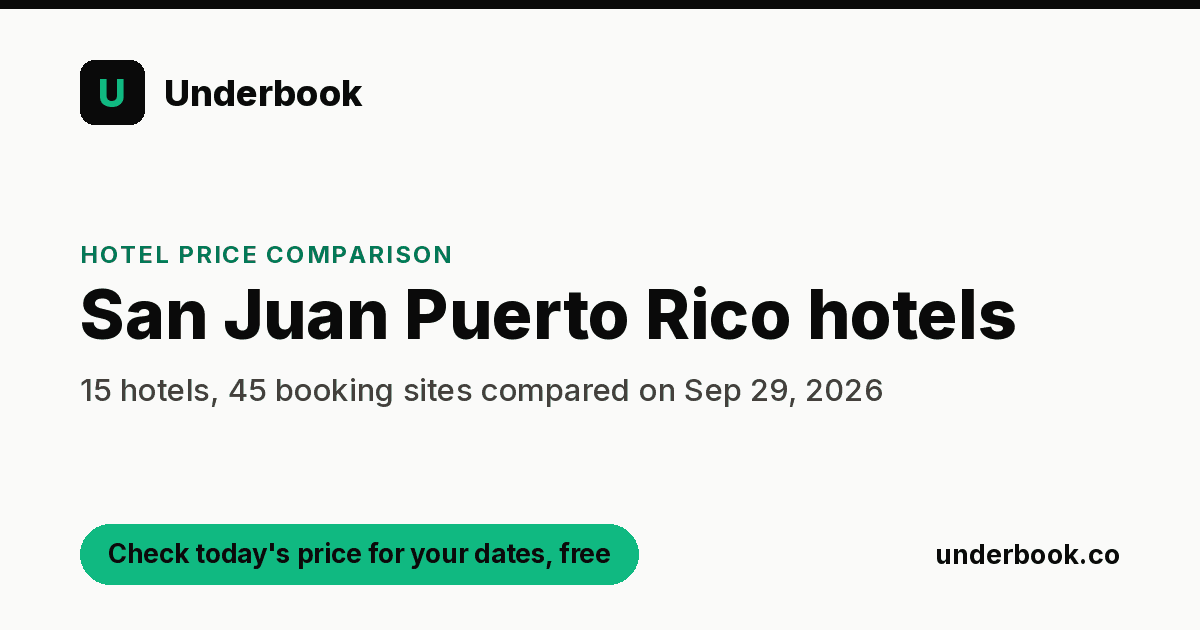 U Underbook
HOTEL PRICE COMPARISON
San Juan Puerto Rico hotels
15 hotels, 45 booking sites compared on Sep 29, 2026
Check today's price for your dates, free
underbook.co